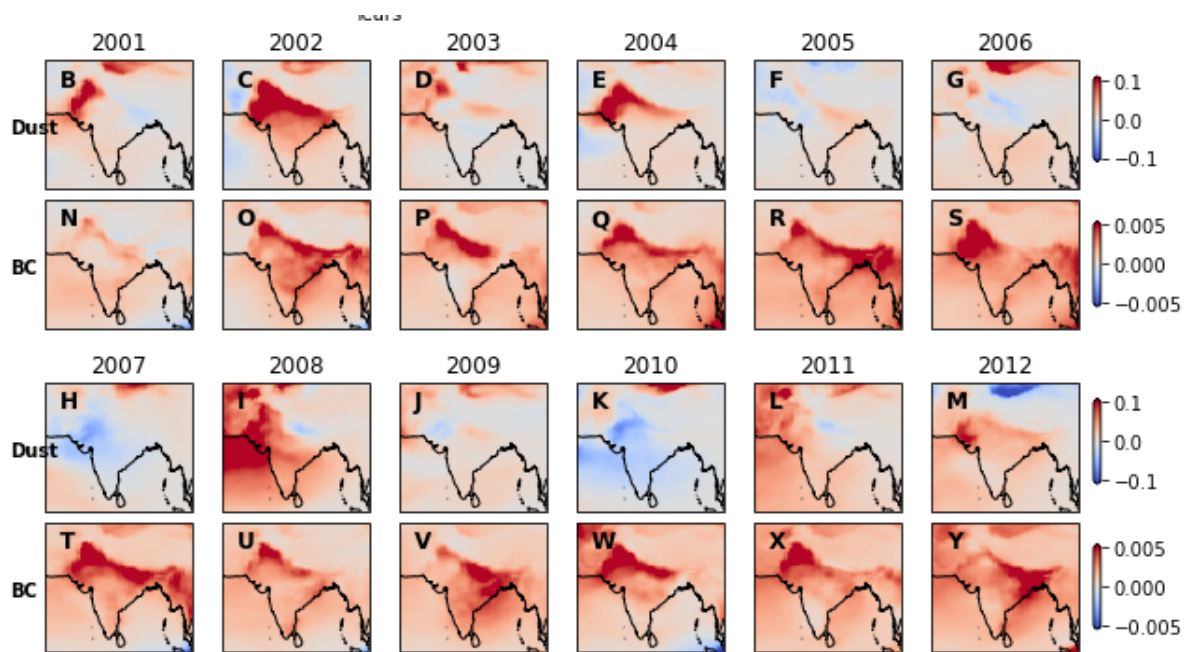 2001 2002 2003 2004 2005 2006
Dust B C D E F G 0.1 0.0 −0.1
BC N O P Q R S 0.005 0.000 −0.005
2007 2008 2009 2010 2011 2012
Dust H I J K L M 0.1 0.0 −0.1
BC T U V W X Y 0.005 0.000 −0.005